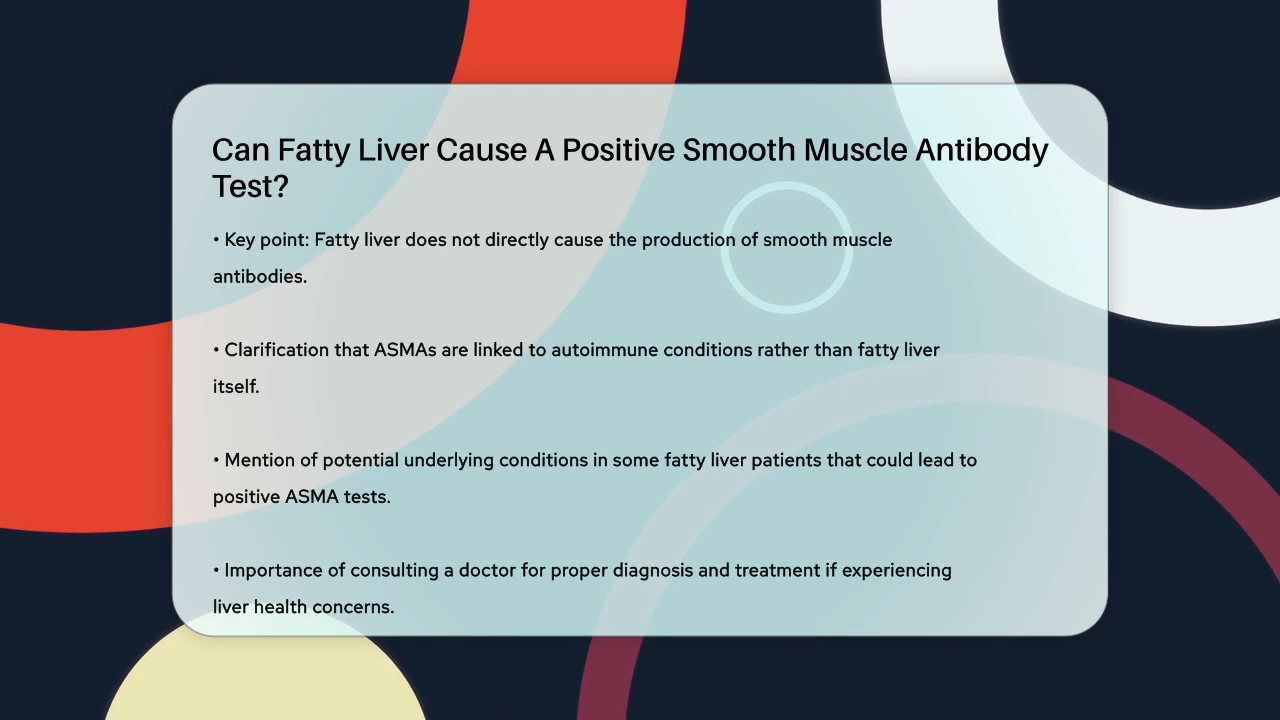 Can Fatty Liver Cause A Positive Smooth Muscle Antibody
Test?
• Key point: Fatty liver does not directly cause the production of smooth muscle
antibodies.
• Clarification that ASMAs are linked to autoimmune conditions rather than fatty liver
itself.
• Mention of potential underlying conditions in some fatty liver patients that could lead to
positive ASMA tests.
• Importance of consulting a doctor for proper diagnosis and treatment if experiencing
liver health concerns.